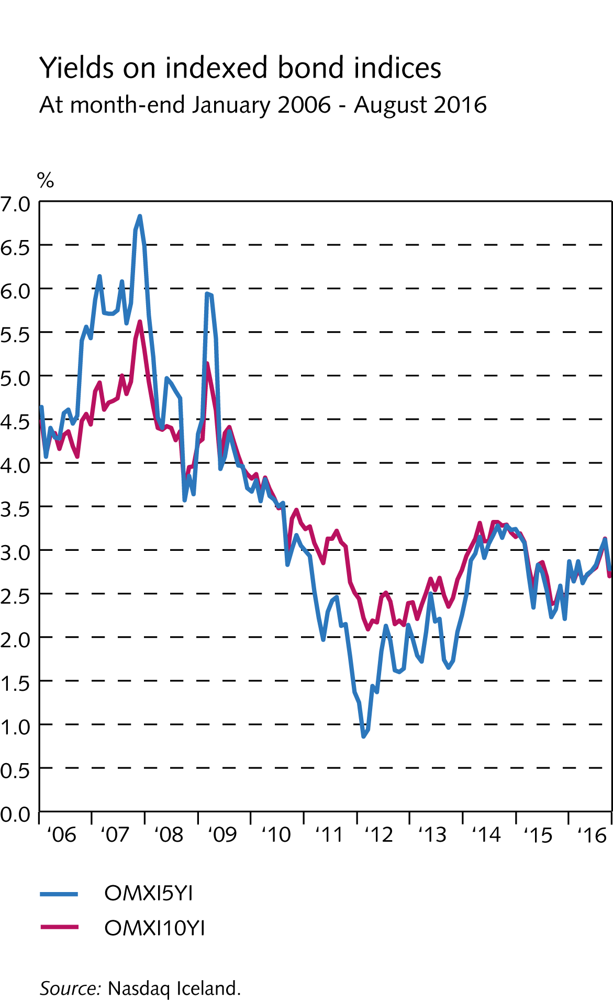 Yields on indexed bond indices
At month-end January 2006 - August 2016
%
7.0
6.5
6.0
5.5
5.0
4.5
4.0
3.5
3.0
2.5
2.0
1.5
1.0
0.5
0.0
‘06 ‘07 ‘08 ‘09 ‘10 ‘11 ‘12 ‘13 ‘14 ‘15 ‘16
OMXI5YI
OMXI10YI
Source: Nasdaq Iceland.